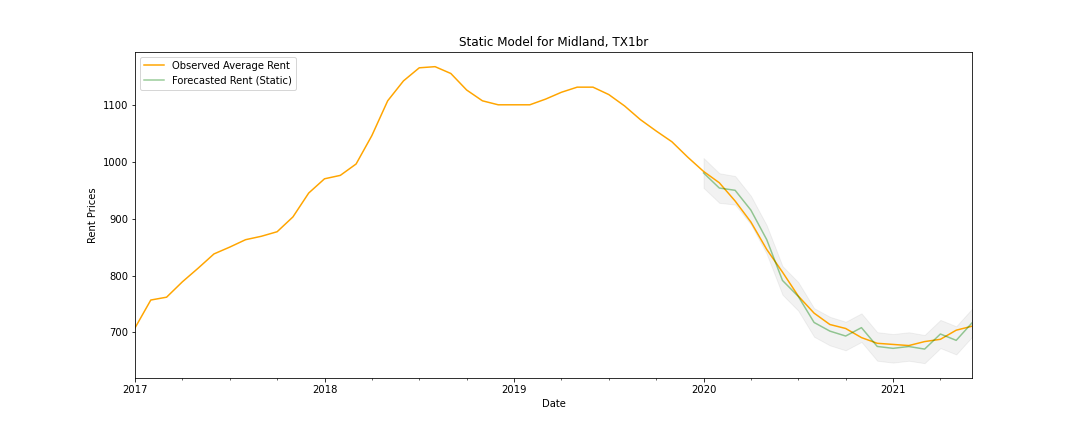 Static Model for Midland, TX1br
Observed Average Rent
Forecasted Rent (Static)
1100
1000
900
800
700
Rent Prices
2017
2018
2019
2020
2021
Date